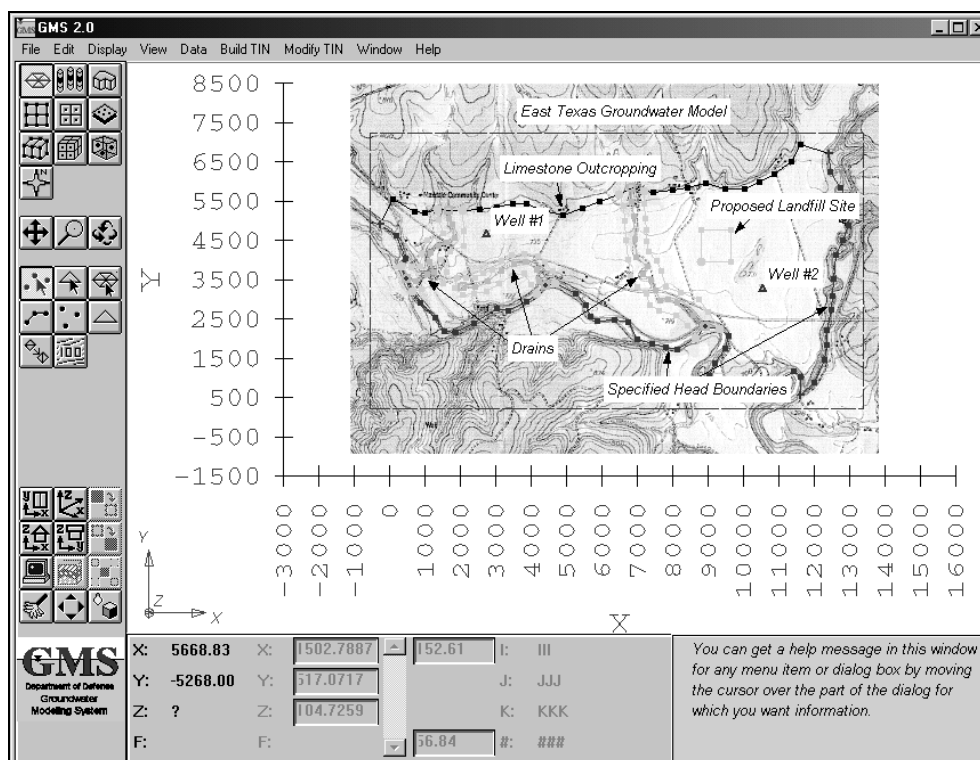 GMS 2.0
File Edit Display View Data Build TIN Modify TIN Window Help
8500
7500
6500
5500
4500
3500
2500
1500
500
-500
-1500
Y
East Texas Groundwater Model
Limestone Outcropping
Community Center
Well #1
Proposed Landfill Site
Well #2
Drains
Specified Head Boundaries
-3000
-2000
-1000
0
1000
2000
3000
4000
5000
6000
7000
8000
9000
10000
11000
12000
13000
14000
15000
16000
X
Y
Z
X
GMS
Department of Defense
Groundwater
Modeling System
X: 5668.83 X: 1502.7887 152.61 I: III
Y: -5268.00 Y: 517.0717 J: JJJ
Z: ? Z: 104.7259 K: KKK
F: F: 56.84 #: ###
You can get a help message in this window
for any menu item or dialog box by moving
the cursor over the part of the dialog for
which you want information.